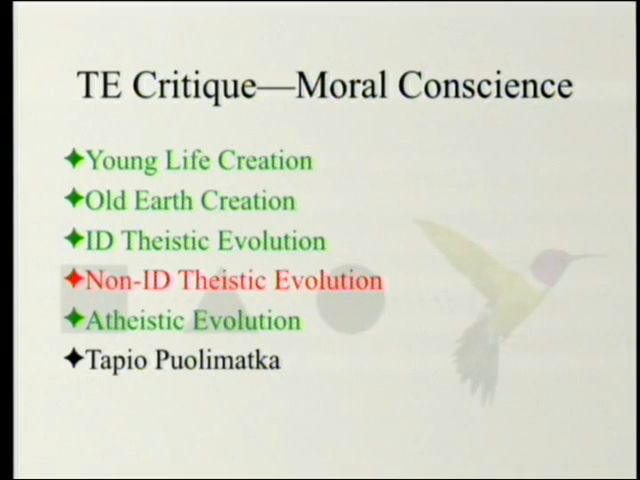 TE Critique—Moral Conscience
Young Life Creation
Old Earth Creation
ID Theistic Evolution
Non-ID Theistic Evolution
Atheistic Evolution
Tapio Puolimatka